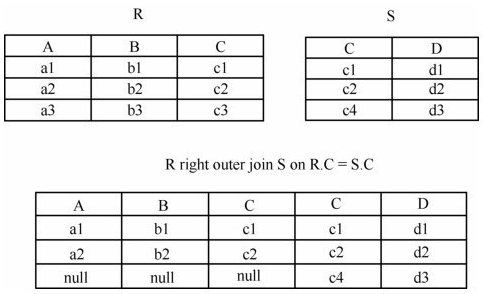 R S
A B C C D
a1 b1 c1 c1 d1
a2 b2 c2 c2 d2
a3 b3 c3 c4 d3
R right outer join S on R.C = S.C
A B C C D
a1 b1 c1 c1 d1
a2 b2 c2 c2 d2
null null null c4 d3